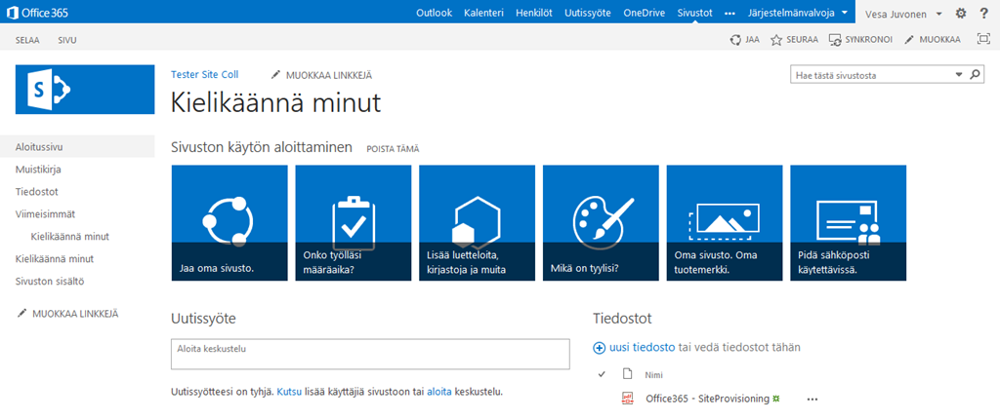 Office 365 Outlook Kalenteri Henkilöt Uutissyöte OneDrive Sivustot ••• Järjestelmänvalvoja Vesa Juvonen ?
SELAA SIVU JAA SEURAA SYNKRONOI MUOKKAA
S
Tester Site Coll MUOKKAA LINKKEJÄ
Hae tästä sivustosta
Kielikäännä minut
Aloitussivu
Muistikirja
Tiedostot
Viimeisimmät
Kielikäännä minut
Kielikäännä minut
Sivuston sisältö
MUOKKAA LINKKEJÄ
Sivuston käytön aloittaminen POISTA TÄMÄ
Jaa oma sivusto.
Onko työlläsi
määräaika?
Lisää luetteloita,
kirjastoja ja muita
Mikä on tyylisi?
Oma sivusto. Oma
tuotemerkki.
Pidä sähköposti
käytettävissä.
Uutissyöte
Aloita keskustelu
Uutissyötteesi on tyhjä. Kutsu lisää käyttäjiä sivustoon tai aloita keskustelu.
Tiedostot
uusi tiedosto tai vedä tiedostot tähän
Nimi
pdf Office365 - SiteProvisioning •••